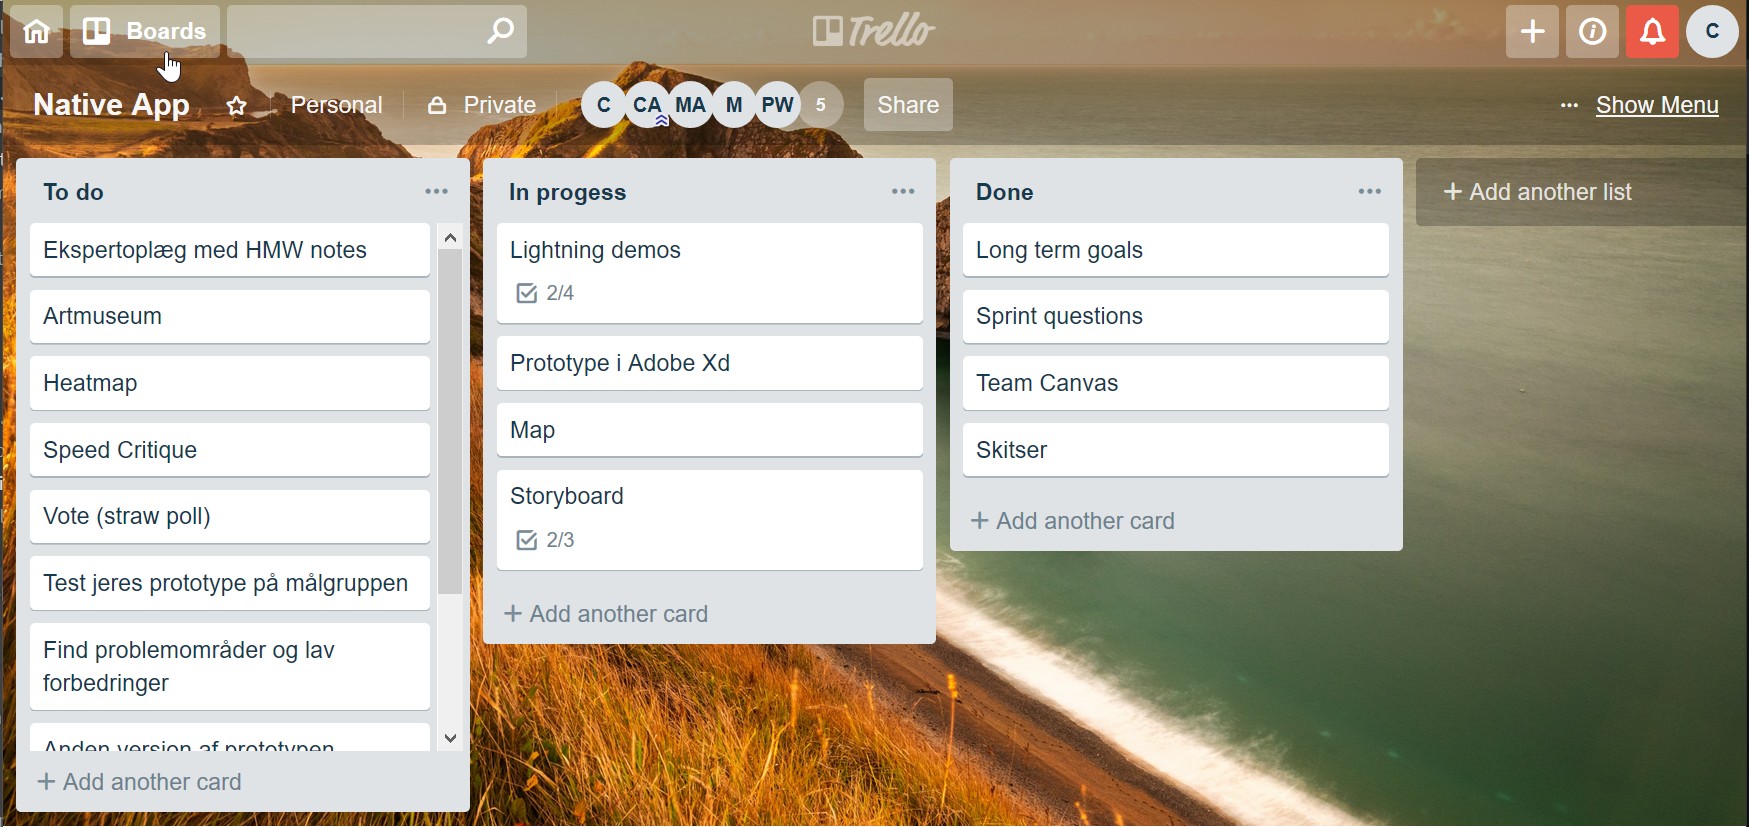 Boards
Trello
C
Native App
Personal
Private
C CA MA M PW 5
Share
Show Menu
To do
Ekspertoplæg med HMW notes
Artmuseum
Heatmap
Speed Critique
Vote (straw poll)
Test jeres prototype på målgruppen
Find problemområder og lav
forbedringer
Anden version af prototypen
+ Add another card
In progess
Lightning demos
2/4
Prototype i Adobe Xd
Map
Storyboard
2/3
+ Add another card
Done
Long term goals
Sprint questions
Team Canvas
Skitser
+ Add another card
+ Add another list